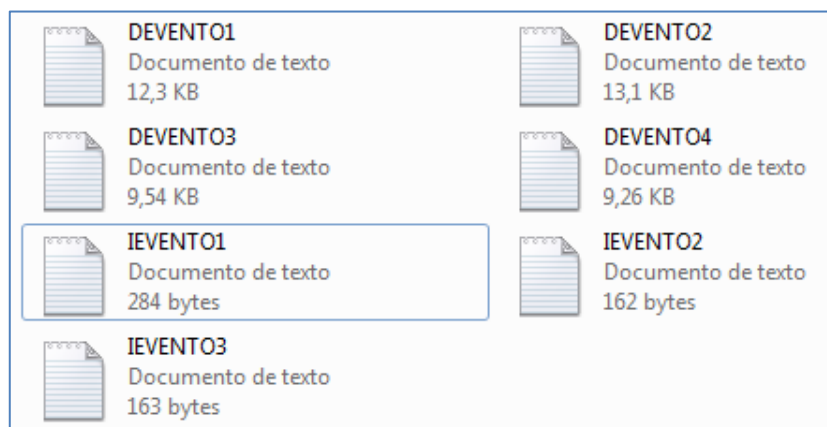 DEVENTO1
Documento de texto
12,3 KB
DEVENTO2
Documento de texto
13,1 KB
DEVENTO3
Documento de texto
9,54 KB
DEVENTO4
Documento de texto
9,26 KB
IEVENTO1
Documento de texto
284 bytes
IEVENTO2
Documento de texto
162 bytes
IEVENTO3
Documento de texto
163 bytes